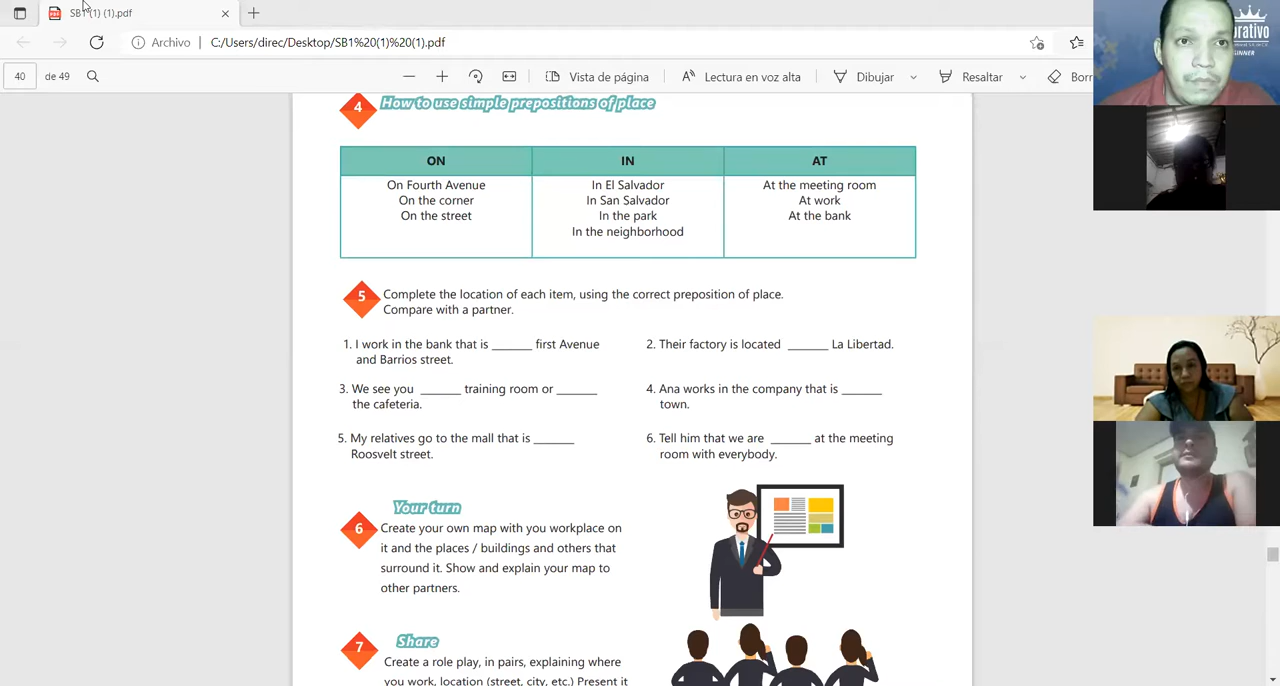 SB1 (1) (1).pdf
Archivo C:/Users/direc/Desktop/SB1%20(1)%20(1).pdf
40 de 49 Vista de página Lectura en voz alta Dibujar Resaltar Borr
orativo
4 How to use simple prepositions of place
ON IN AT
On Fourth Avenue In El Salvador At the meeting room
On the corner In San Salvador At work
On the street In the park At the bank
In the neighborhood
5 Complete the location of each item, using the correct preposition of place.
Compare with a partner.
1. I work in the bank that is ______ first Avenue
and Barrios street.
2. Their factory is located ______ La Libertad.
3. We see you ______ training room or ______
the cafeteria.
4. Ana works in the company that is ______
town.
5. My relatives go to the mall that is ______
Roosvelt street.
6. Tell him that we are ______ at the meeting
room with everybody.
Your turn
6 Create your own map with you workplace on
it and the places / buildings and others that
surround it. Show and explain your map to
other partners.
Share
7 Create a role play, in pairs, explaining where
you work, location (street, city, etc.) Present it